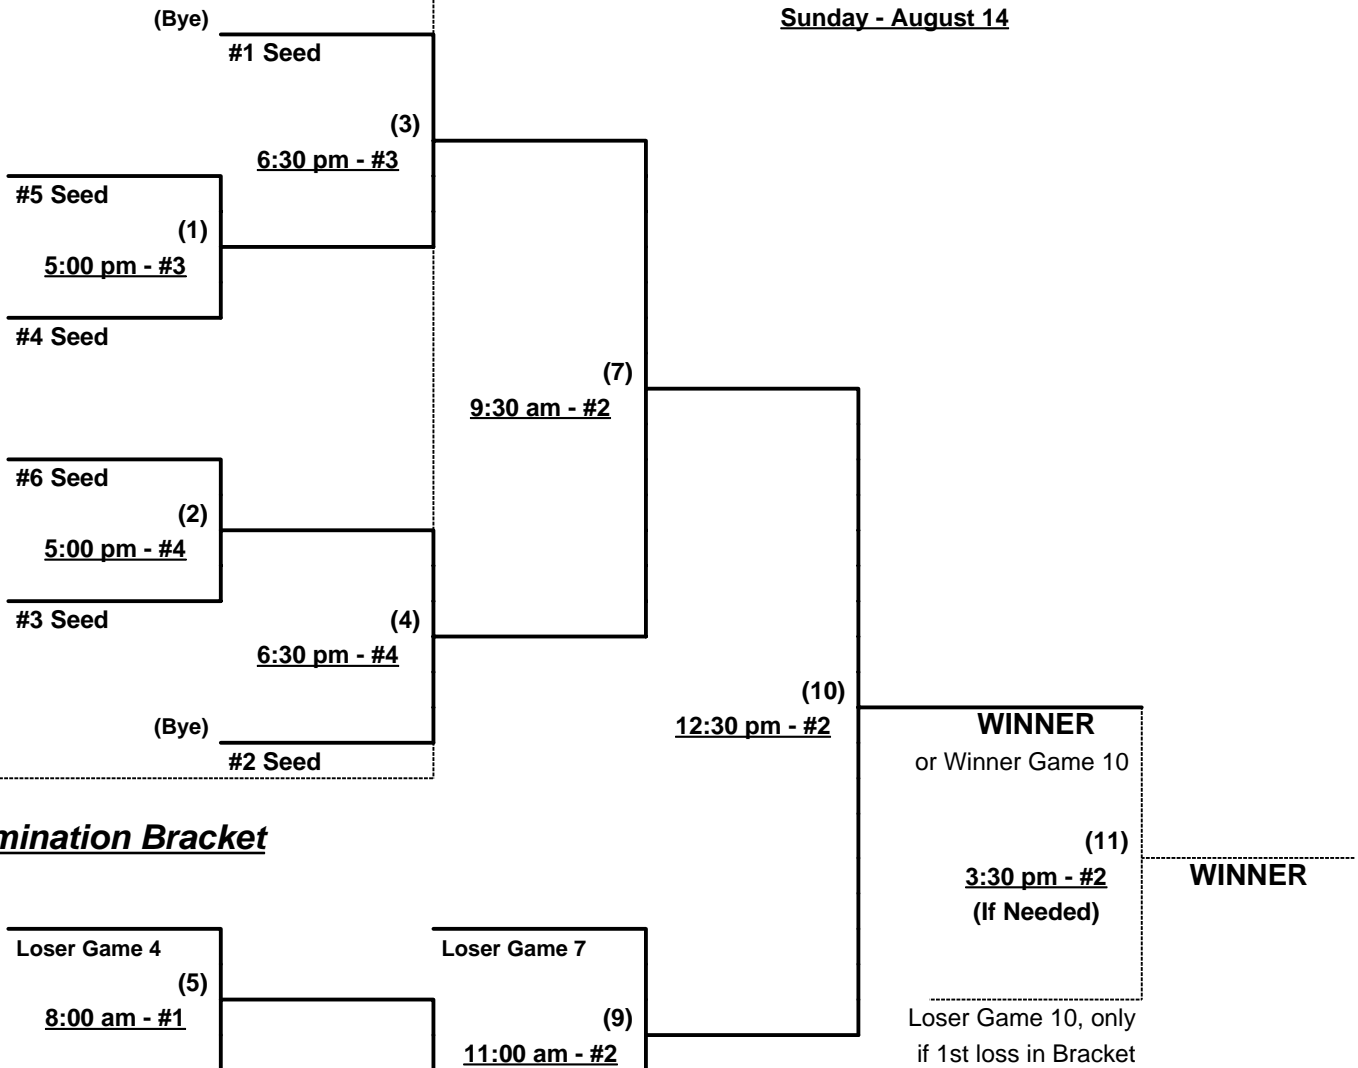 (Bye)
Sunday - August 14
#1 Seed
(3)
6:30 pm - #3
#5 Seed
(1)
5:00 pm - #3
#4 Seed
(7)
9:30 am - #2
#6 Seed
(2)
5:00 pm - #4
#3 Seed
(4)
6:30 pm - #4
(10)
12:30 pm - #2
(Bye)
#2 Seed
WINNER
or Winner Game 10
mination Bracket
(11)
3:30 pm - #2
(If Needed)
WINNER
Loser Game 4
(5)
8:00 am - #1
Loser Game 7
(9)
11:00 am - #2
Loser Game 10, only
if 1st loss in Bracket